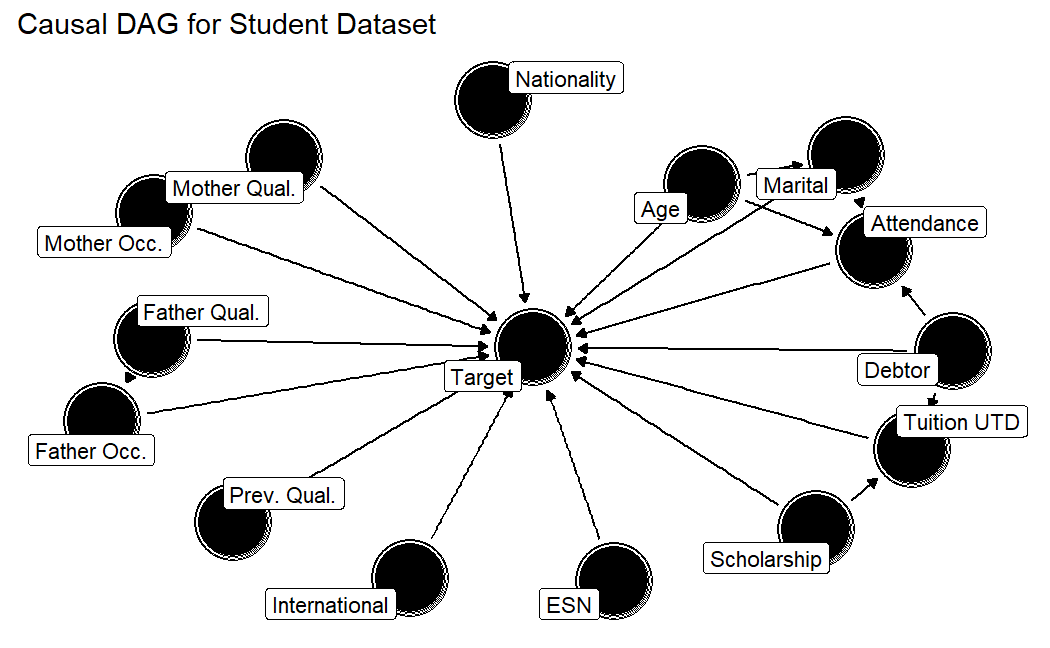 Causal DAG for Student Dataset
Nationality
Mother Qual.
Marital
Age
Attendance
Mother Occ.
Father Qual.
Debtor
Target
Tuition UTD
Father Occ.
Prev. Qual.
Scholarship
International
ESN